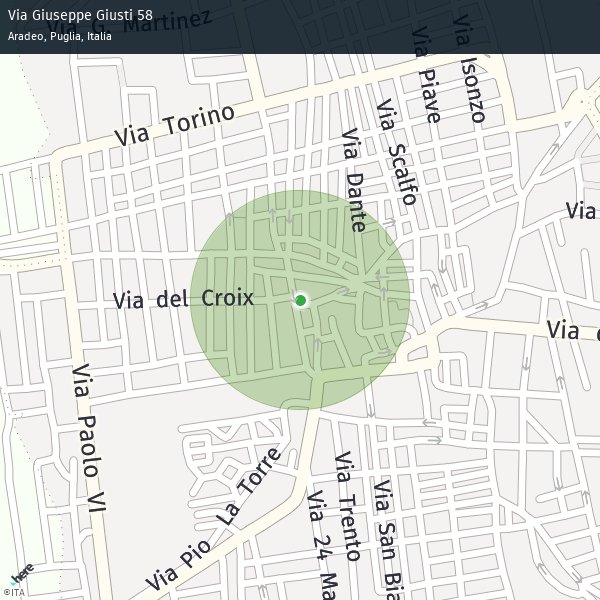 Via Giuseppe Giusti 58
Aradeo, Puglia, Italia
Via G. Martinez
Via Torino
Via Piave
Via Isonzo
Via Scalfo
Via Dante
Via
Via del Croix
Via
Via Paolo VI
Via Pio La Torre
Via Trento
Via 24 Ma
Via San Bia
here
©ITA